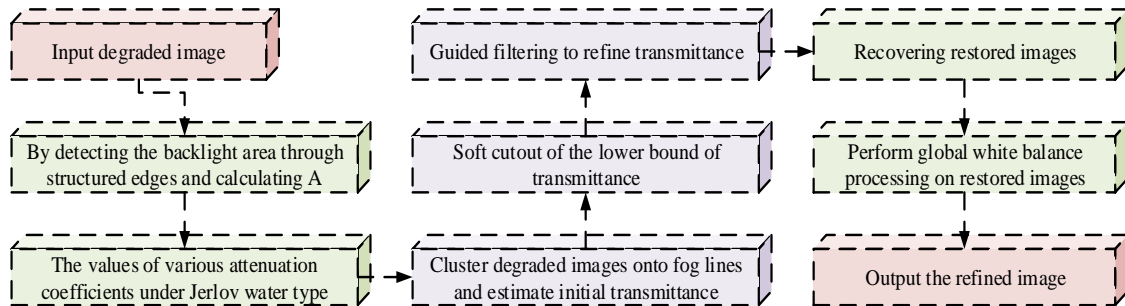 Input degraded image
By detecting the backlight area through
structured edges and calculating A
The values of various attenuation
coefficients under Jerlov water type
Cluster degraded images onto fog lines
and estimate initial transmittance
Soft cutout of the lower bound of
transmittance
Guided filtering to refine transmittance
Recovering restored images
Perform global white balance
processing on restored images
Output the refined image